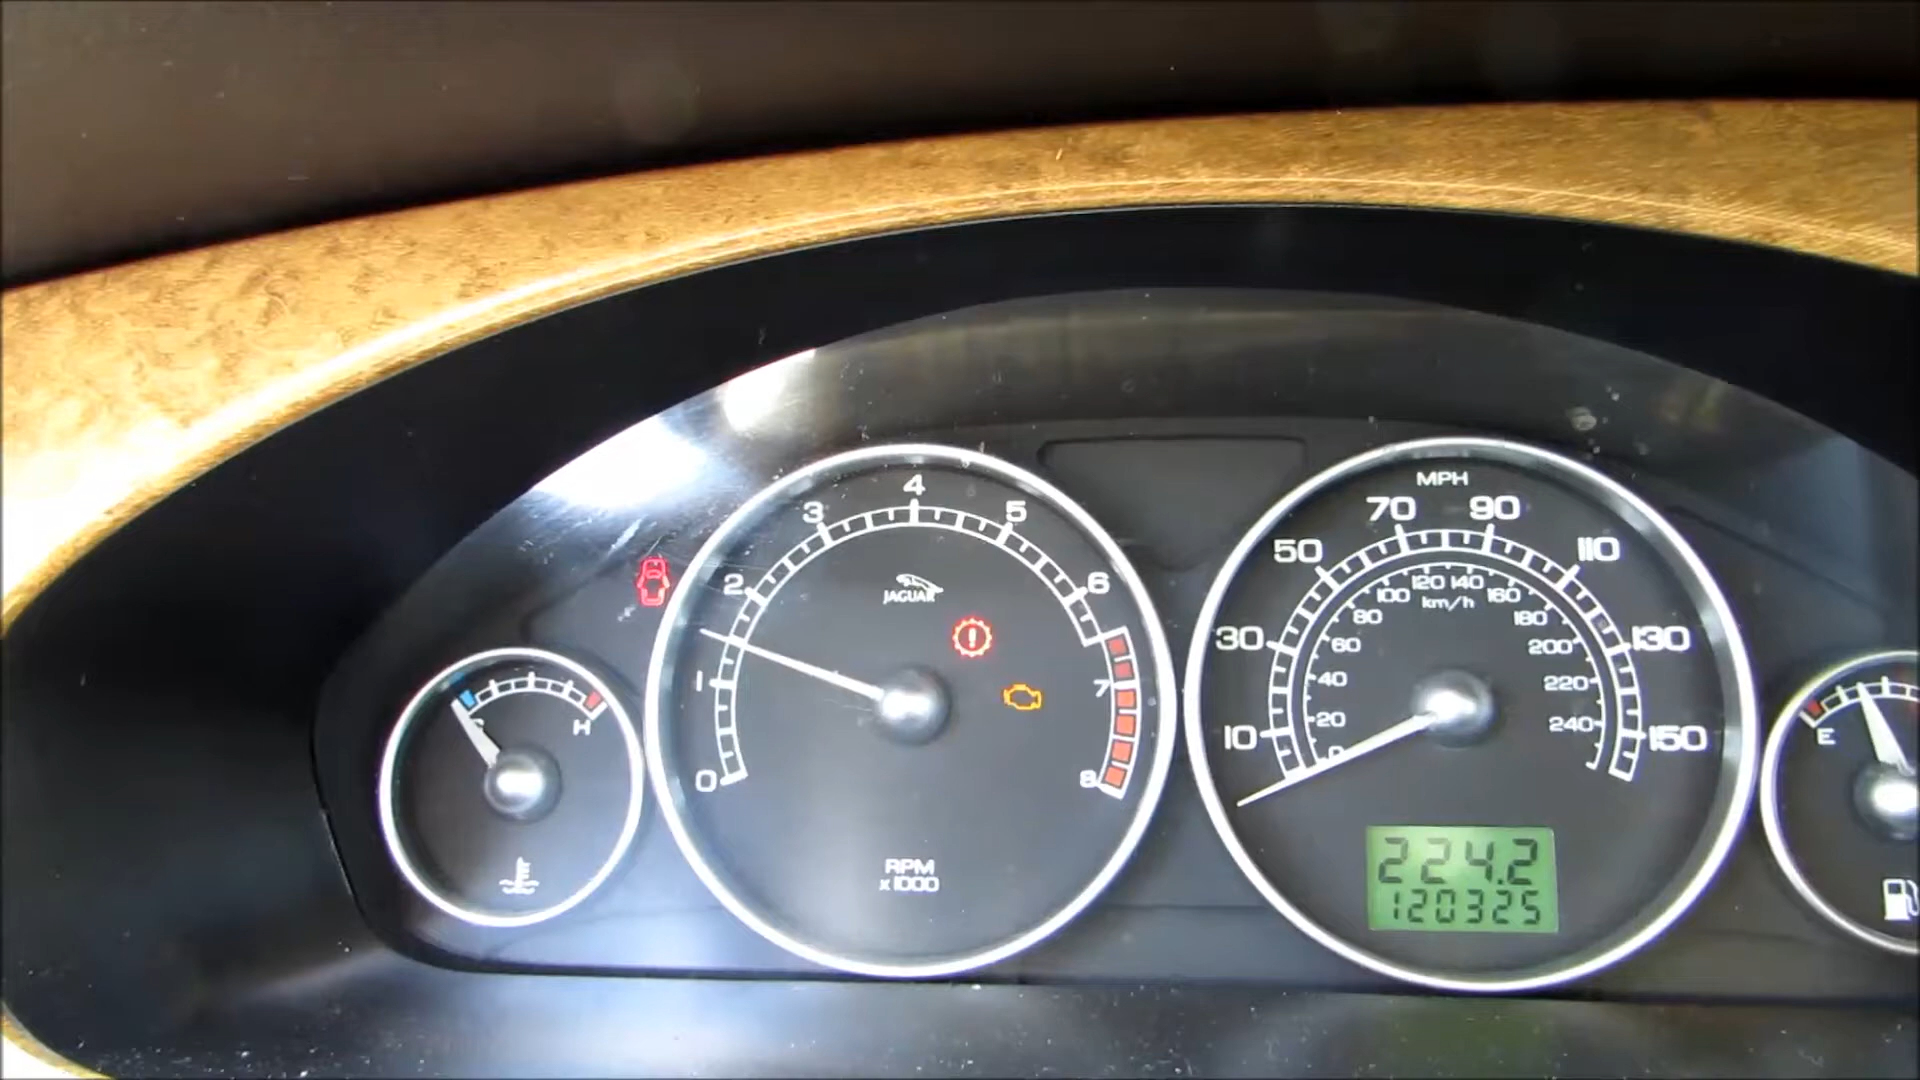 C H
0 1 2 3 4 5 6 7 8
JAGUAR
RPM
x 1000
MPH
10 30 50 70 90 110 130 150
0 20 40 60 80 100 120 140 160 180 200 220 240
km/h
224.2
120325
E